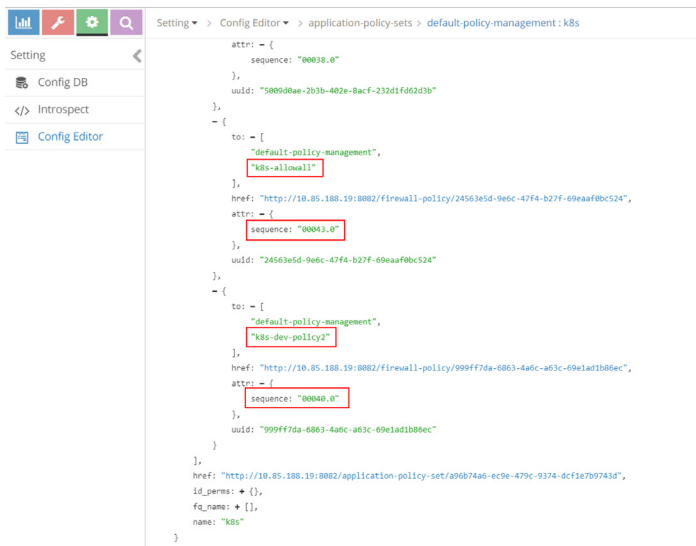 Setting > Config Editor > application-policy-sets > default-policy-management : k8s
Setting
Config DB
</> Introspect
Config Editor
attr: - {
sequence: "00038.0"
},
uuid: "5009d0ae-2b3b-402e-8acf-232d1fd62d3b"
},
- {
to: - [
"default-policy-management",
"k8s-allowall"
],
href: "http://10.85.188.19:8082/firewall-policy/24563e5d-9e6c-47f4-b27f-69eaaf0bc524",
attr: - {
sequence: "00043.0"
},
uuid: "24563e5d-9e6c-47f4-b27f-69eaaf0bc524"
},
- {
to: - [
"default-policy-management",
"k8s-dev-policy2"
],
href: "http://10.85.188.19:8082/firewall-policy/999ff7da-6863-4a6c-a63c-69e1ad1b86ec",
attr: - {
sequence: "00040.0"
},
uuid: "999ff7da-6863-4a6c-a63c-69e1ad1b86ec"
}
],
href: "http://10.85.188.19:8082/application-policy-set/a96b74a6-ec9e-479c-9374-dcf1e7b9743d",
id_perms: + {},
fq_name: + [],
name: "k8s"
}